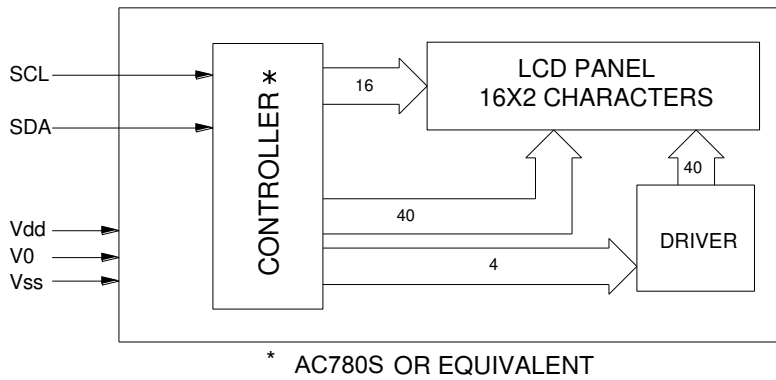 SCL
SDA
Vdd
V0
Vss
CONTROLLER *
16
40
4
LCD PANEL
16X2 CHARACTERS
40
DRIVER
* AC780S OR EQUIVALENT